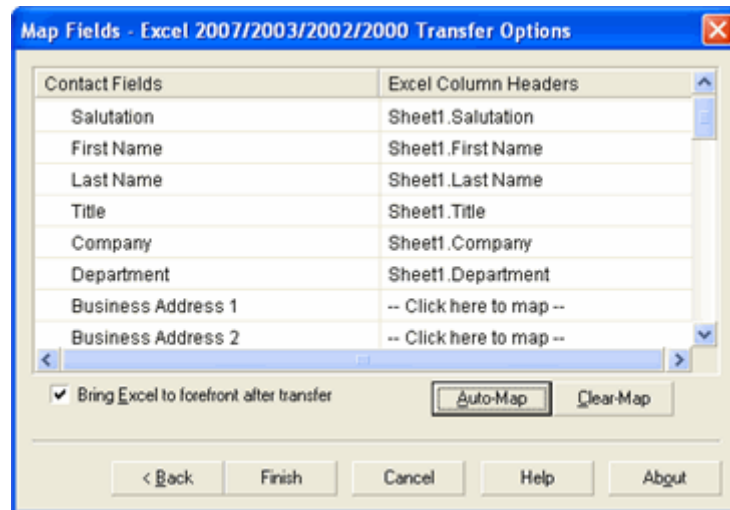 Map Fields - Excel 2007/2003/2002/2000 Transfer Options
Contact Fields Excel Column Headers
Salutation Sheet1.Salutation
First Name Sheet1.First Name
Last Name Sheet1.Last Name
Title Sheet1.Title
Company Sheet1.Company
Department Sheet1.Department
Business Address 1 -- Click here to map --
Business Address 2 -- Click here to map --
Bring Excel to forefront after transfer Auto-Map Clear-Map
< Back Finish Cancel Help About